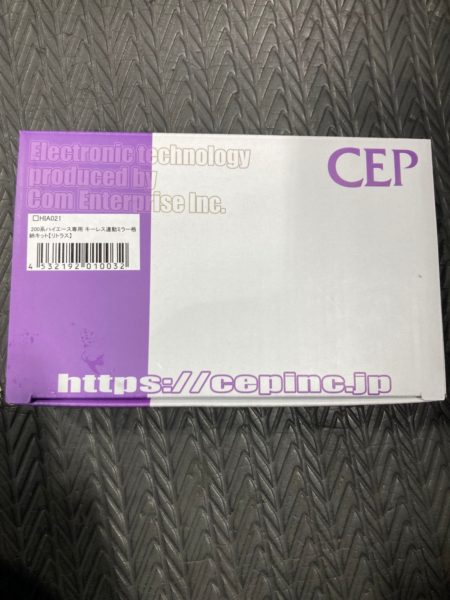 Electronic technology
produced by
Com Enterprise Inc.
CEP
□HIA021
200系ハイエース専用 キーレス連動ミラー格
納キット【リトラス】
4 532192 010032
https://cepinc.jp